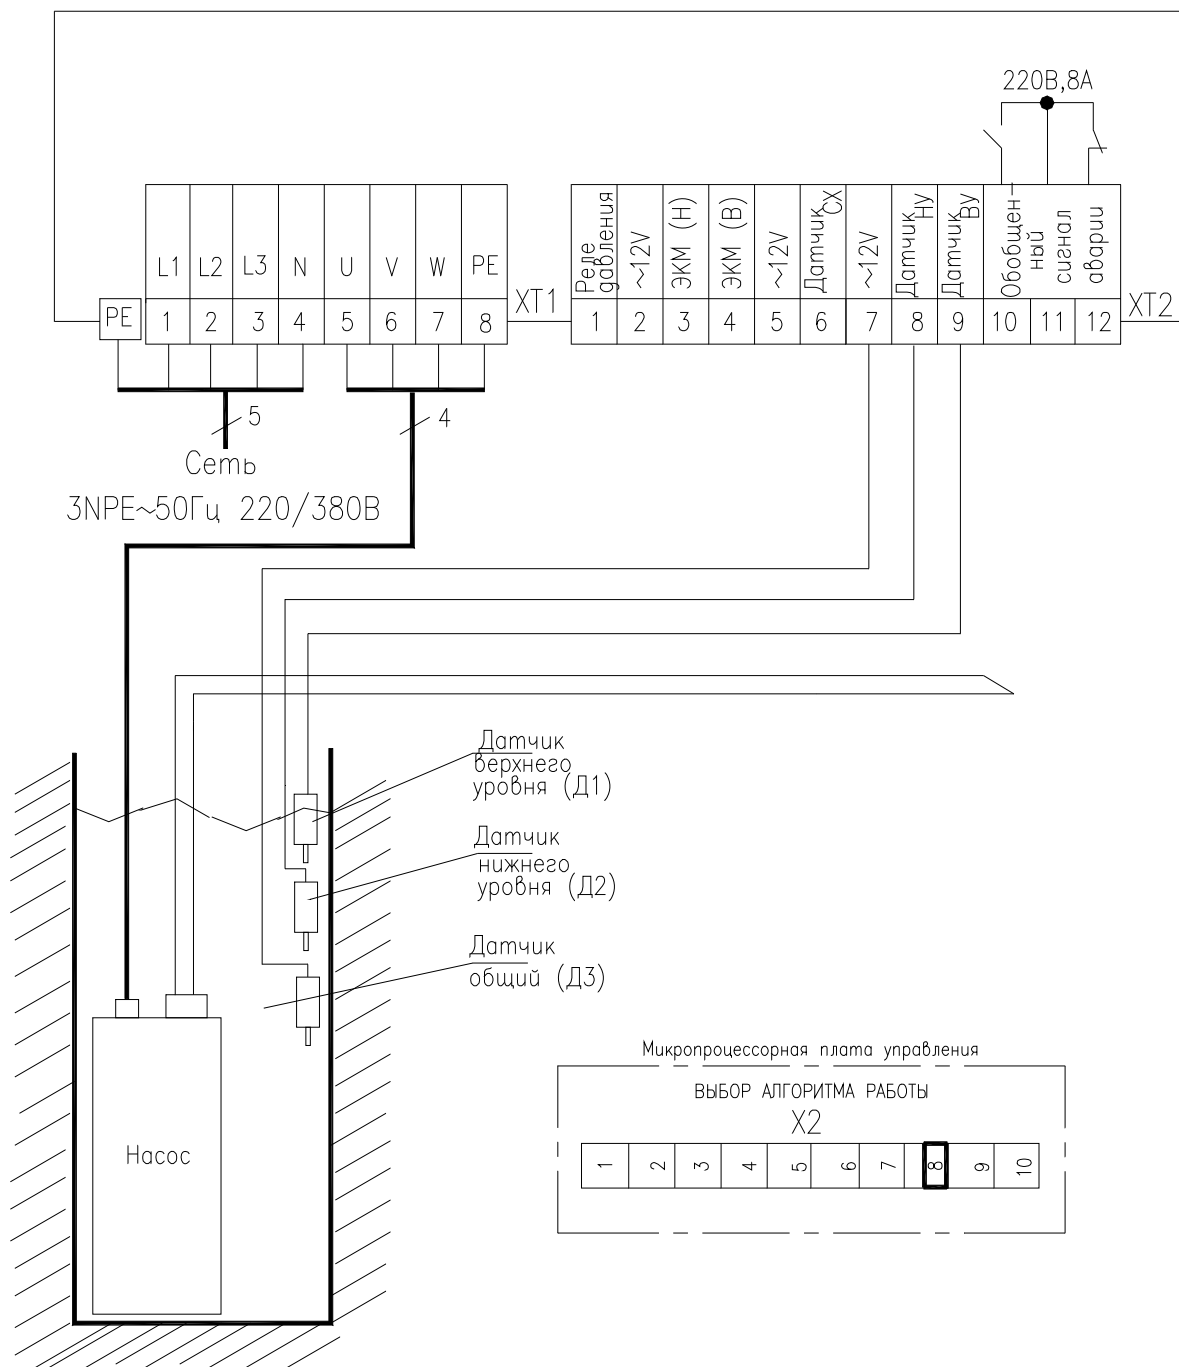 220В,8А
L1
L2
L3
N
U
V
W
PE
XT1
PE
1
2
3
4
5
6
7
8
Реле
давления
~12V
ЭКМ (Н)
ЭКМ (В)
~12V
Датчик
СХ
~12V
Датчик
НУ
Датчик
ВУ
Обобщен-
ный
сигнал
аварии
1
2
3
4
5
6
7
8
9
10
11
12
XT2
5
4
Сеть
3NPE~50Гц 220/380В
Датчик
верхнего
уровня (Д1)
Датчик
нижнего
уровня (Д2)
Датчик
общий (Д3)
Насос
Микропроцессорная плата управления
ВЫБОР АЛГОРИТМА РАБОТЫ
X2
1
2
3
4
5
6
7
8
9
10